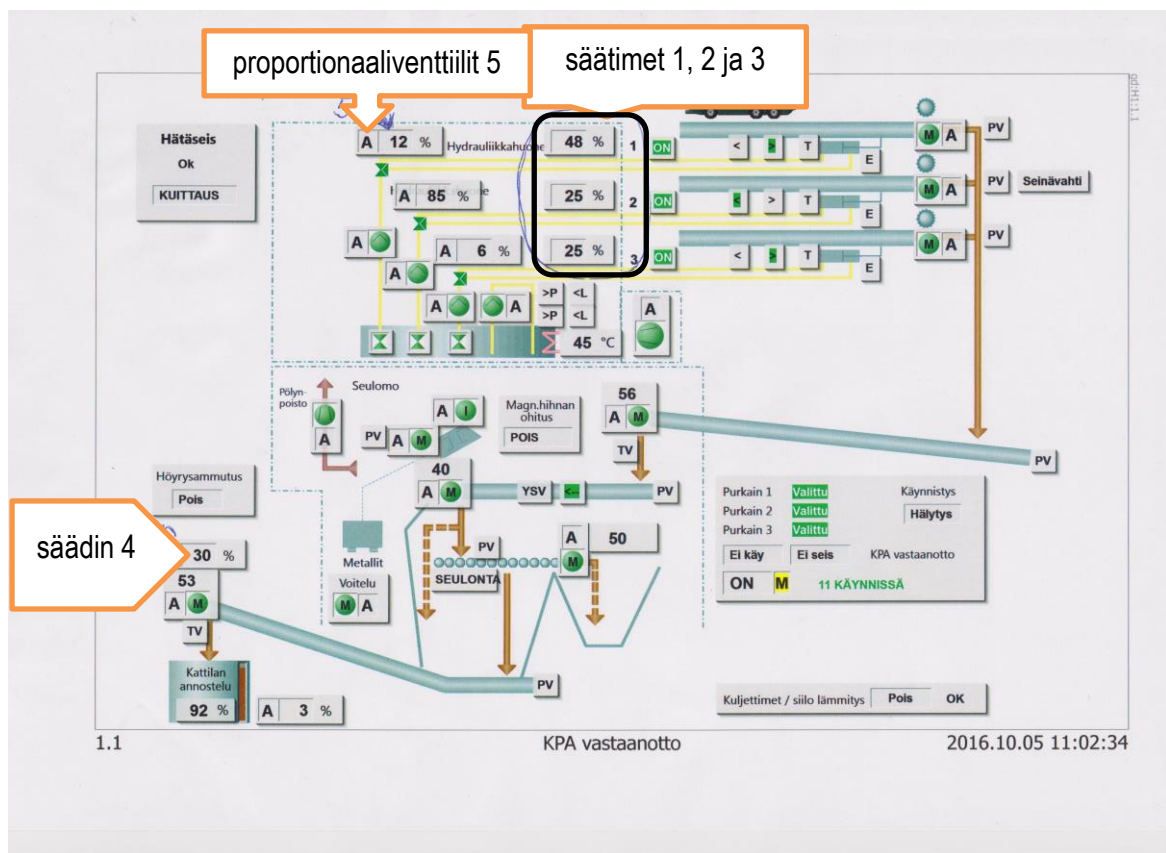 proportionaaliventtiilit 5
säätimet 1, 2 ja 3
gd:H1:1.1
Hätäseis
Ok
KUITTAUS
A 12 %
Hydrauliikkahuone
48 %
1 ON < > T
E
M A
PV
A 85 %
25 %
2 ON < > T
E
M A
PV
Seinävahti
A
A 6 %
25 %
3 ON < > T
E
M A
PV
A
A
A
>P <L
>P <L
A
45 °C
Pölyn-
poisto
A
Seulomo
A I
PV A M
Magn.hihnan
ohitus
POIS
56
A M
TV
PV
40
A M
YSV <-- PV
Höyrysammutus
Pois
säädin 4
30 %
53
A M
TV
Metallit
Voitelu
M A
PV
SEULONTA
A 50
M
Purkain 1 Valittu
Purkain 2 Valittu
Purkain 3 Valittu
Käynnistys
Hälytys
Ei käy Ei seis KPA vastaanotto
ON M 11 KÄYNNISSÄ
Kattilan
annostelu
92 %
A 3 %
PV
Kuljettimet / siilo lämmitys Pois OK
1.1
KPA vastaanotto
2016.10.05 11:02:34